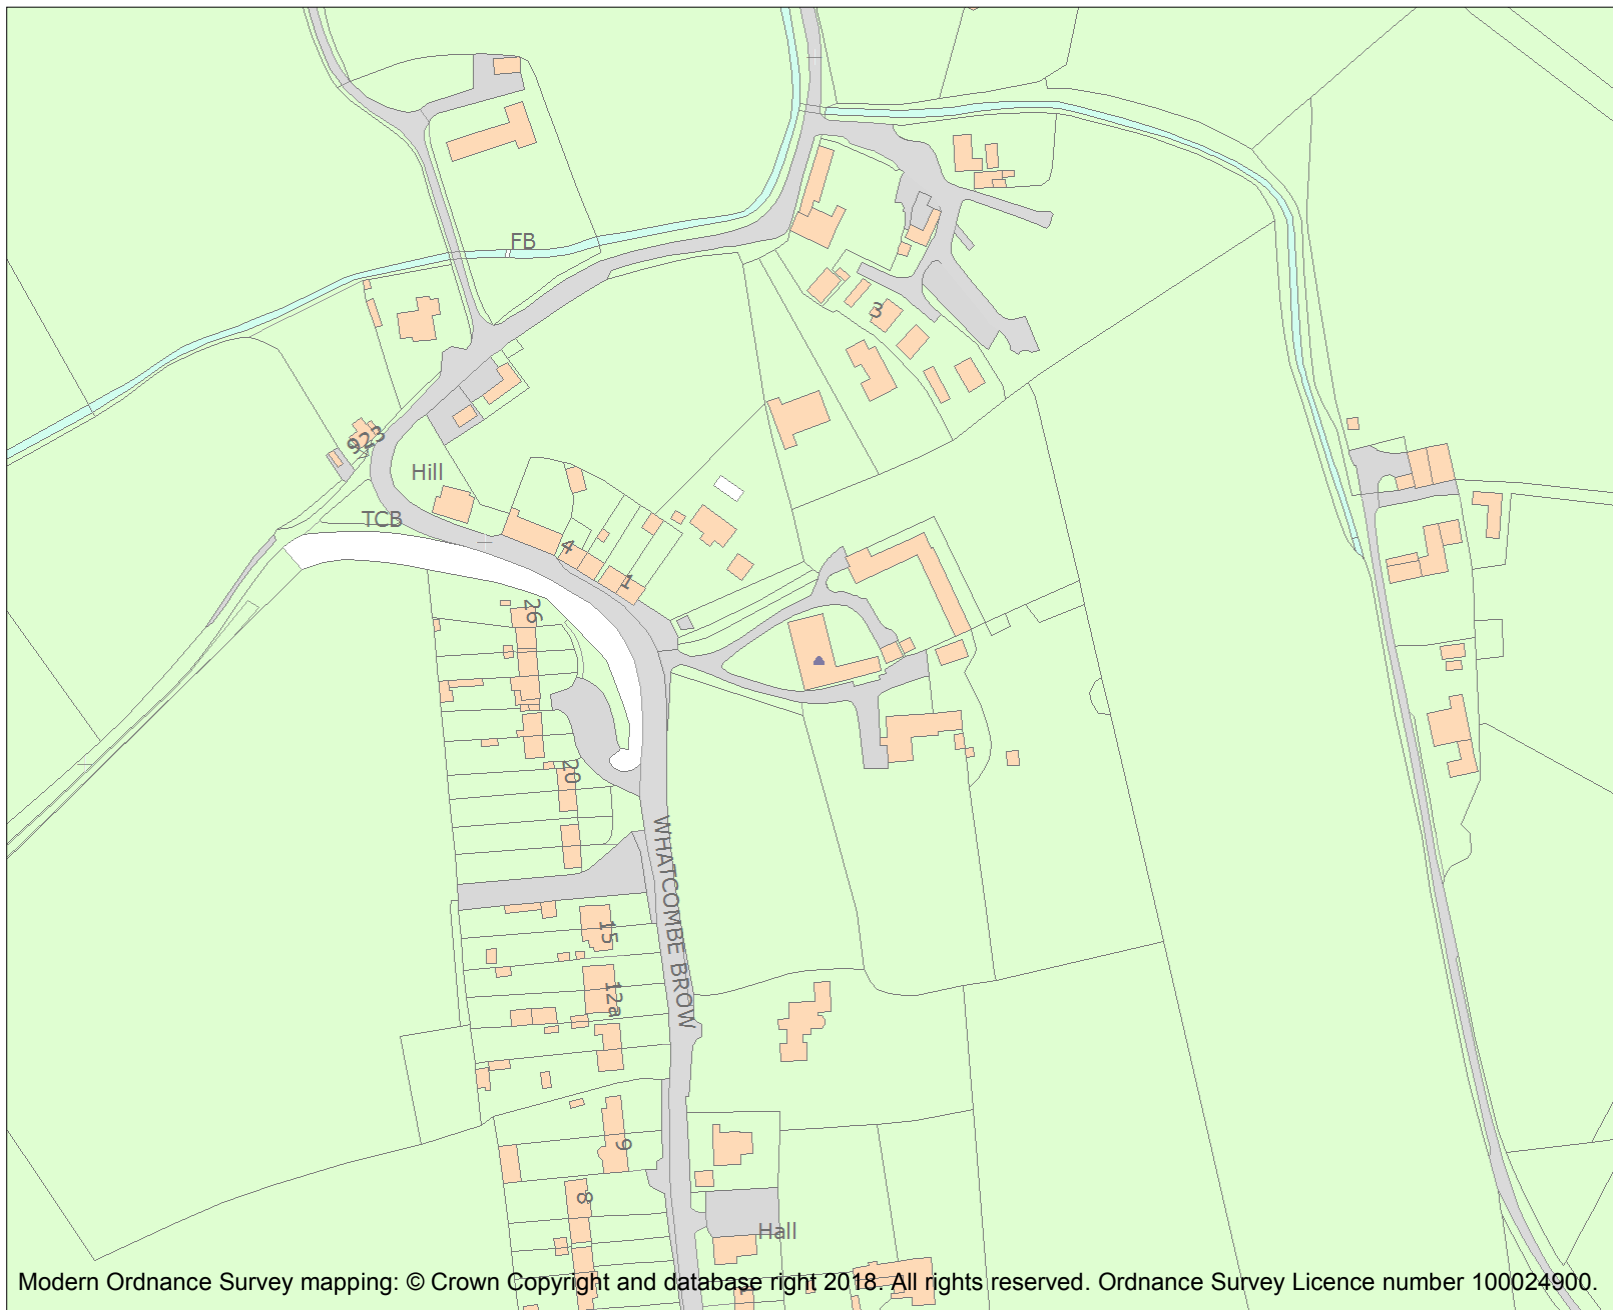 FB
3
923
Hill
TCB
4
1
26
20
WHATCOMBE BROW
15
12a
9
8
Hall
Modern Ordnance Survey mapping: © Crown Copyright and database right 2018. All rights reserved. Ordnance Survey Licence number 100024900.